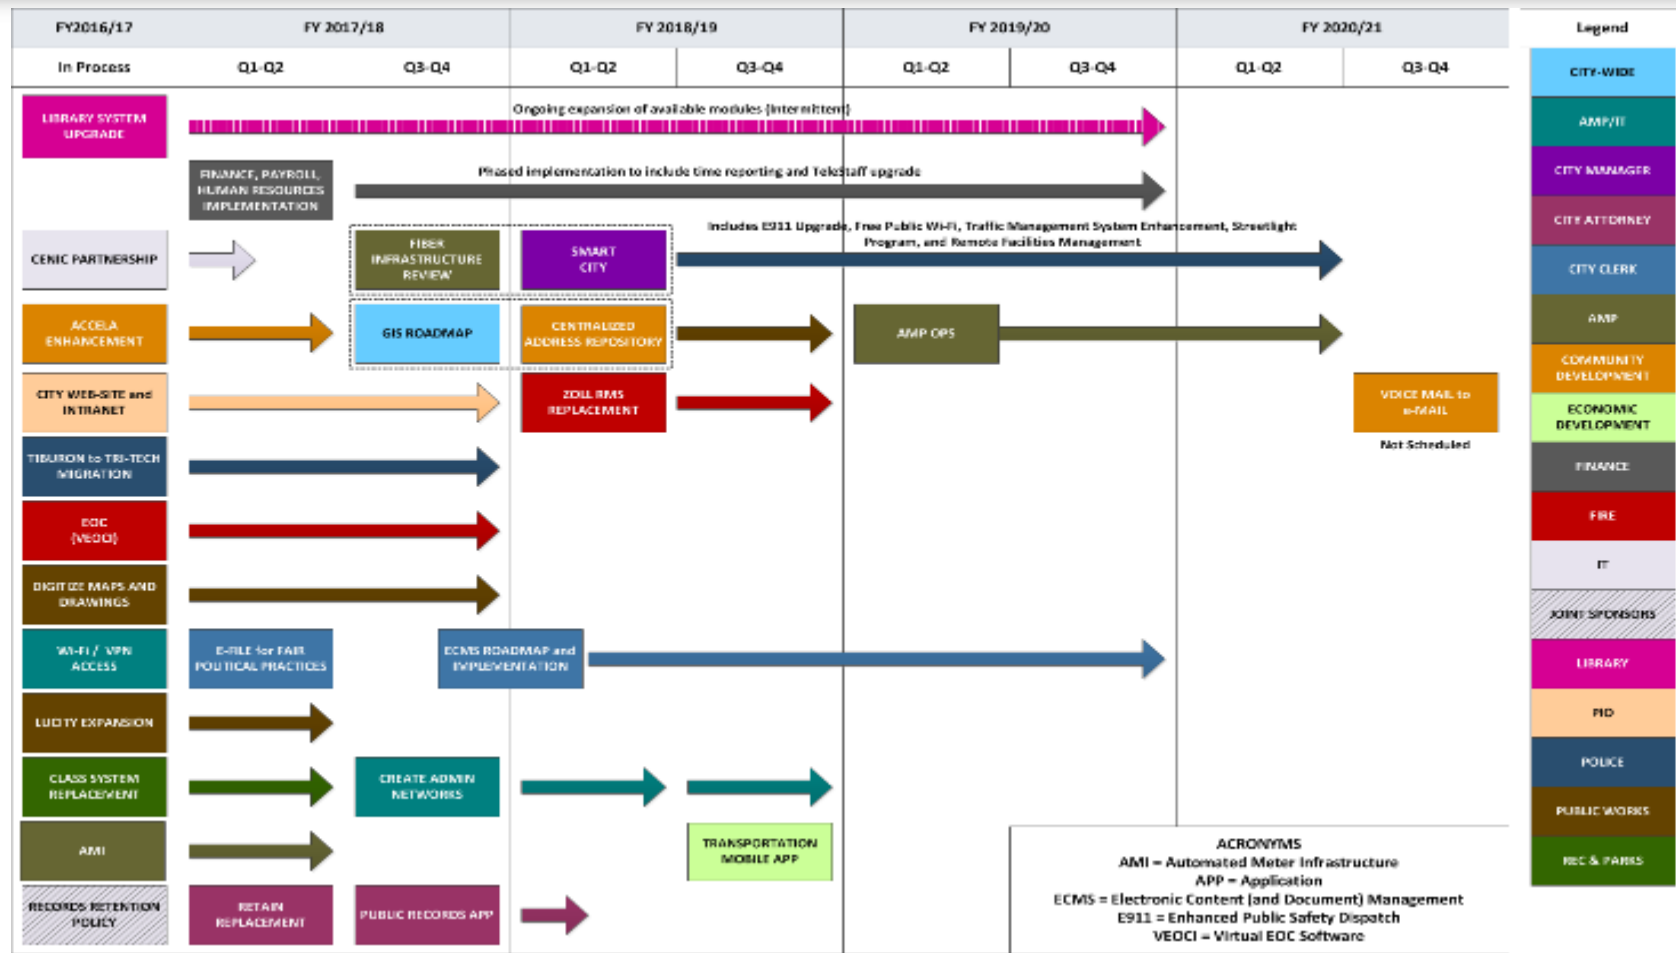 FY2016/17
FY 2017/18
FY 2018/19
FY 2019/20
FY 2020/21
Legend
In Process
Q1-Q2
Q3-Q4
Q1-Q2
Q3-Q4
Q1-Q2
Q3-Q4
Q1-Q2
Q3-Q4
LIBRARY SYSTEM
UPGRADE
Ongoing expansion of available modules (Intermittent)
FINANCE, PAYROLL,
HUMAN RESOURCES
IMPLEMENTATION
Phased implementation to include time reporting and TeleStaff upgrade
CENIC PARTNERSHIP
FIBER
INFRASTRUCTURE
REVIEW
SMART
CITY
Includes E911 Upgrade, Free Public Wi-Fi, Traffic Management System Enhancement, Streetlight
Program, and Remote Facilities Management
ACCELA
ENHANCEMENT
GIS ROADMAP
CENTRALIZED
ADDRESS REPOSITORY
AMP OPS
CITY WEB-SITE and
INTRANET
ZOLL RMS
REPLACEMENT
VOICE MAIL to
e-MAIL
Not Scheduled
TIBURON to TRI-TECH
MIGRATION
EOC
(VEOCI)
DIGITIZE MAPS AND
DRAWINGS
Wi-Fi / VPN
ACCESS
E-FILE for FAIR
POLITICAL PRACTICES
ECMS ROADMAP and
IMPLEMENTATION
LUCITY EXPANSION
CLASS SYSTEM
REPLACEMENT
CREATE ADMIN
NETWORKS
AMI
TRANSPORTATION
MOBILE APP
RECORDS RETENTION
POLICY
RETAIN
REPLACEMENT
PUBLIC RECORDS APP
ACRONYMS
AMI = Automated Meter Infrastructure
APP = Application
ECMS = Electronic Content (and Document) Management
E911 = Enhanced Public Safety Dispatch
VEOCI = Virtual EOC Software
CITY-WIDE
AMP/IT
CITY MANAGER
CITY ATTORNEY
CITY CLERK
AMP
COMMUNITY
DEVELOPMENT
ECONOMIC
DEVELOPMENT
FINANCE
FIRE
IT
JOINT SPONSORS
LIBRARY
PIO
POLICE
PUBLIC WORKS
REC & PARKS